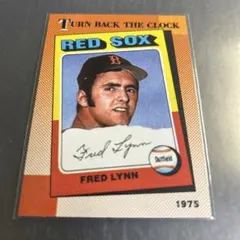 TURN BACK THE CLOCK
RED SOX
B
Fred Lynn
Outfield
FRED LYNN
1975